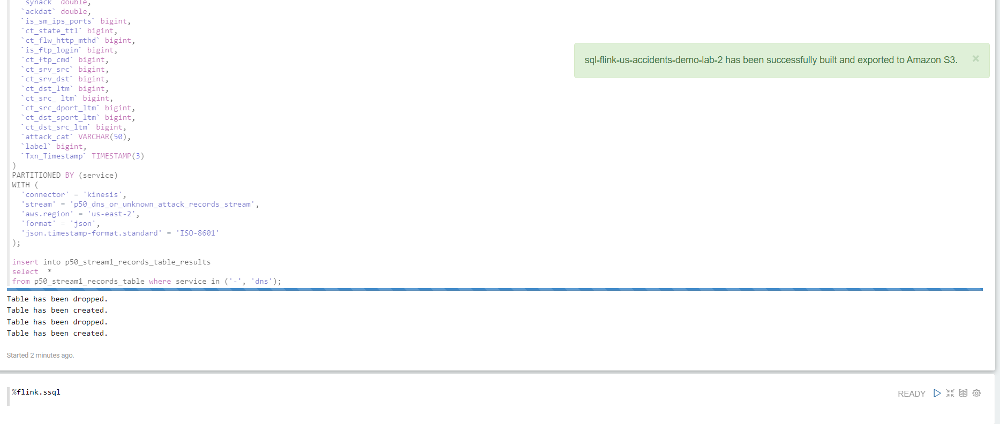 `synack` double,
`ackdat` double,
`is_sm_ips_ports` bigint,
`ct_state_ttl` bigint,
`ct_flw_http_mthd` bigint,
`is_ftp_login` bigint,
`ct_ftp_cmd` bigint,
`ct_srv_src` bigint,
`ct_srv_dst` bigint,
`ct_dst_ltm` bigint,
`ct_src_ ltm` bigint,
`ct_src_dport_ltm` bigint,
`ct_dst_sport_ltm` bigint,
`ct_dst_src_ltm` bigint,
`attack_cat` VARCHAR(50),
`label` bigint,
`Txn_Timestamp` TIMESTAMP(3)
)
PARTITIONED BY (service)
WITH (
'connector' = 'kinesis',
'stream' = 'p50_dns_or_unknown_attack_records_stream',
'aws.region' = 'us-east-2',
'format' = 'json',
'json.timestamp-format.standard' = 'ISO-8601'
);
insert into p50_stream1_records_table_results
select  *
from p50_stream1_records_table where service in ('-', 'dns');
sql-flink-us-accidents-demo-lab-2 has been successfully built and exported to Amazon S3. ×
Table has been dropped.
Table has been created.
Table has been dropped.
Table has been created.
Started 2 minutes ago.
%flink.ssql
READY